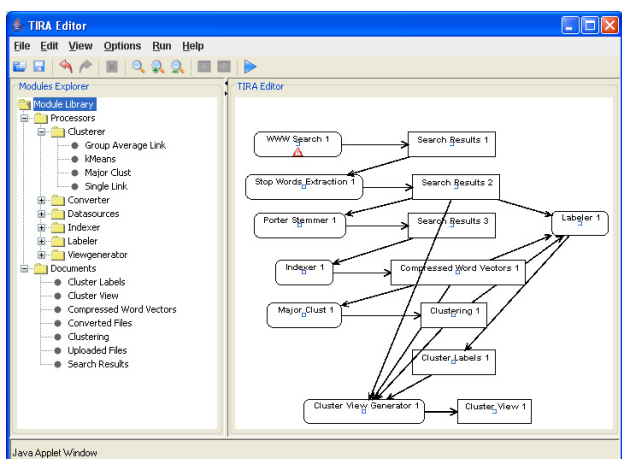 TIRA Editor
File Edit View Options Run Help
Modules Explorer
Module Library
Processors
Clusterer
Group Average Link
kMeans
Major Clust
Single Link
Converter
Datasources
Indexer
Labeler
Viewgenerator
Documents
Cluster Labels
Cluster View
Compressed Word Vectors
Converted Files
Clustering
Uploaded Files
Search Results
TIRA Editor
WWW Search 1
Search Results 1
Stop Words Extraction 1
Search Results 2
Porter Stemmer 1
Search Results 3
Labeler 1
Indexer 1
Compressed Word Vectors 1
Major Clust 1
Clustering 1
Cluster Labels 1
Cluster View Generator 1
Cluster View 1
Java Applet Window